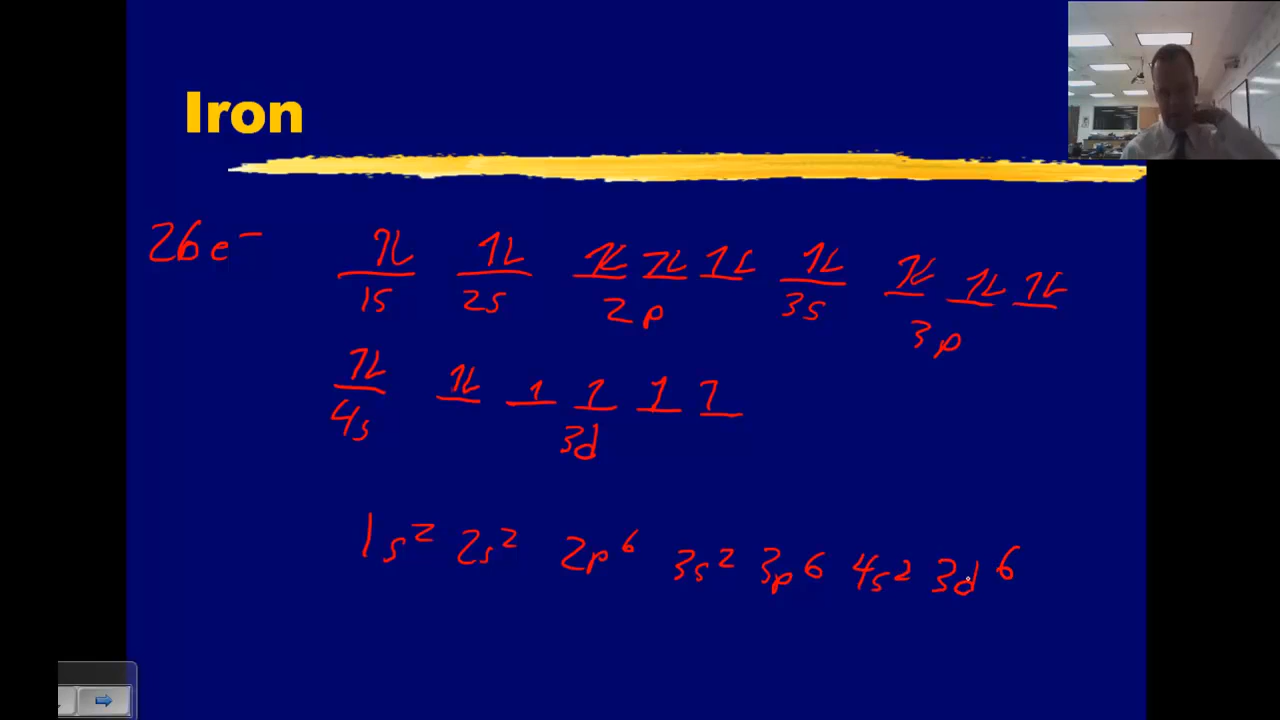 Iron
26e⁻
1s 2s 2p 3s 3p
4s 3d
1s² 2s² 2p⁶ 3s² 3p⁶ 4s² 3d⁶